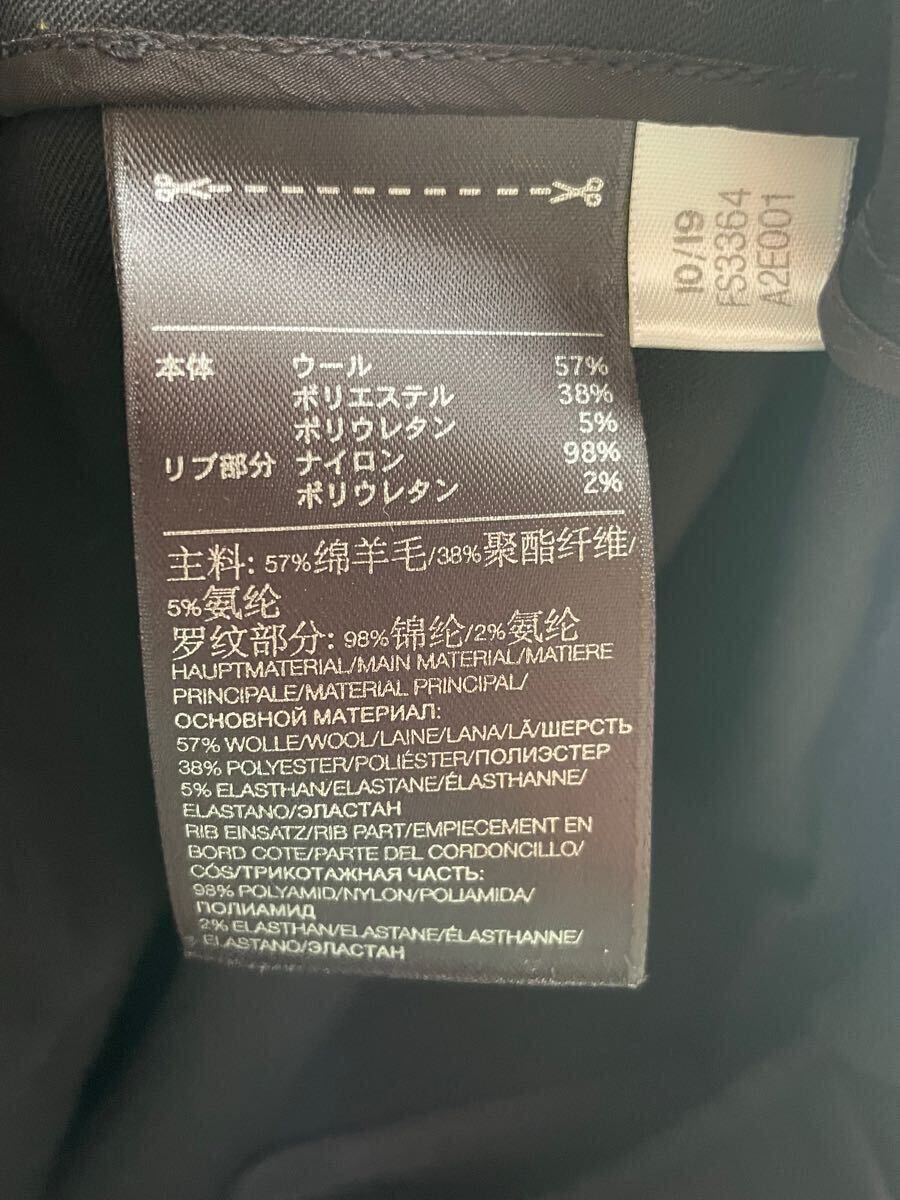 10/19
FS3364
A2E001
本体 ウール 57%
ポリエステル 38%
ポリウレタン 5%
リブ部分 ナイロン 98%
ポリウレタン 2%
主料: 57%绵羊毛/38%聚酯纤维/
5%氨纶
罗纹部分: 98%锦纶/2%氨纶
HAUPTMATERIAL/MAIN MATERIAL/MATIERE
PRINCIPALE/MATERIAL PRINCIPAL/
ОСНОВНОЙ МАТЕРИАЛ:
57% WOLLE/WOOL/LAINE/LANA/LÃ/ШЕРСТЬ
38% POLYESTER/POLIÉSTER/ПОЛИЭСТЕР
5% ELASTHAN/ELASTANE/ÉLASTHANNE/
ELASTANO/ЭЛАСТАН
RIB EINSATZ/RIB PART/EMPIECEMENT EN
BORD COTE/PARTE DEL CORDONCILLO/
CÓS/ТРИКОТАЖНАЯ ЧАСТЬ:
98% POLYAMID/NYLON/POLIAMIDA/
ПОЛИАМИД
2% ELASTHAN/ELASTANE/ÉLASTHANNE/
ELASTANO/ЭЛАСТАН